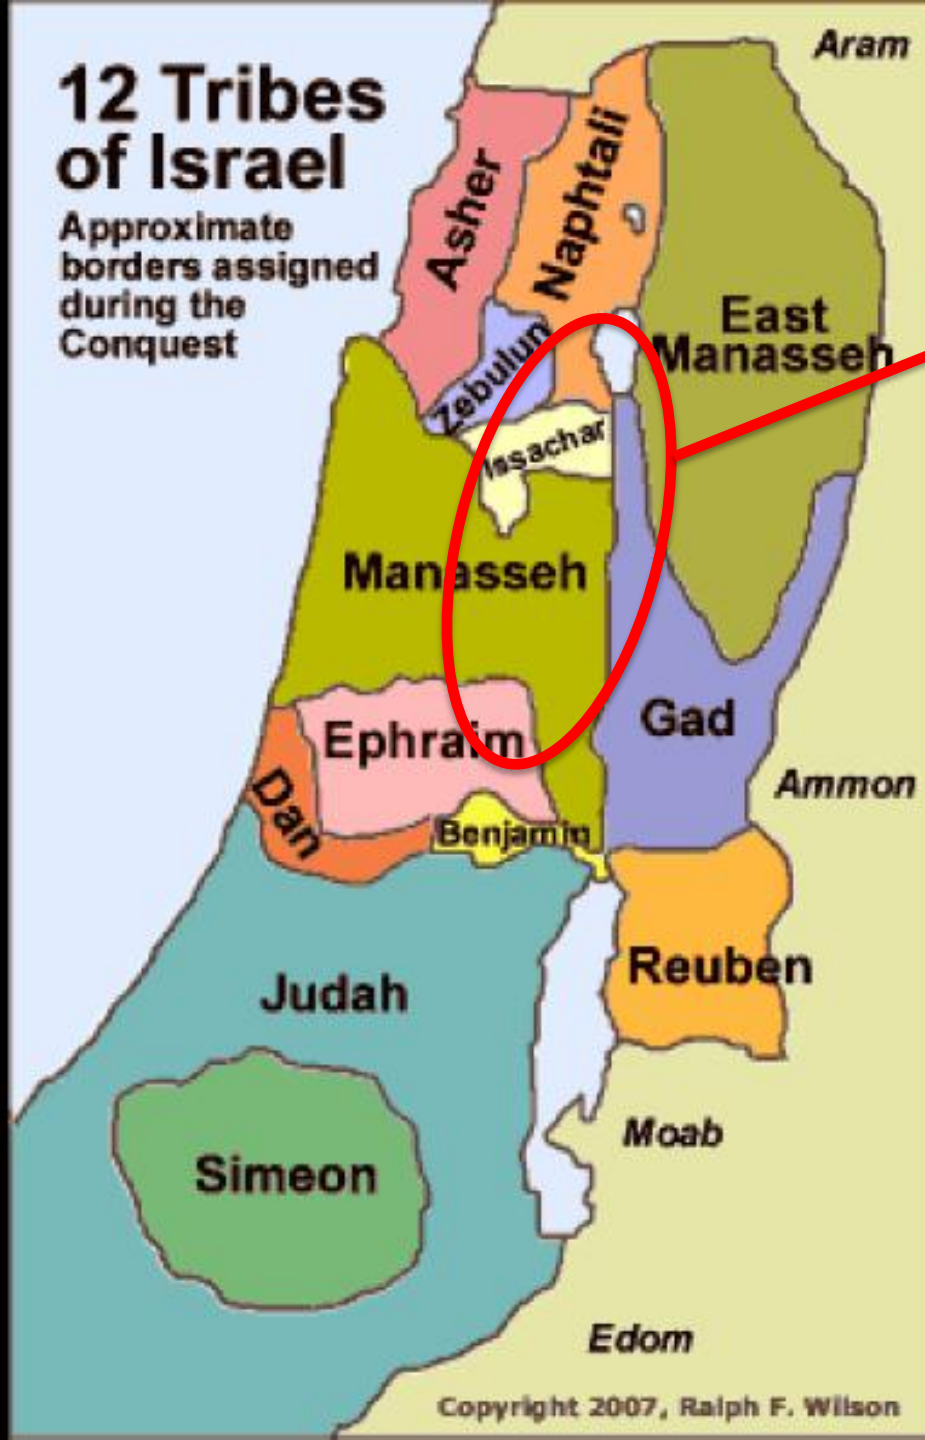 12 Tribes
of Israel
Approximate
borders assigned
during the
Conquest
Aram
Asher
Naphtali
East
Manasseh
Zebulun
Issachar
Manasseh
Gad
Ephraim
Dan
Ammon
Benjamin
Reuben
Judah
Moab
Simeon
Edom
Copyright 2007, Ralph F. Wilson